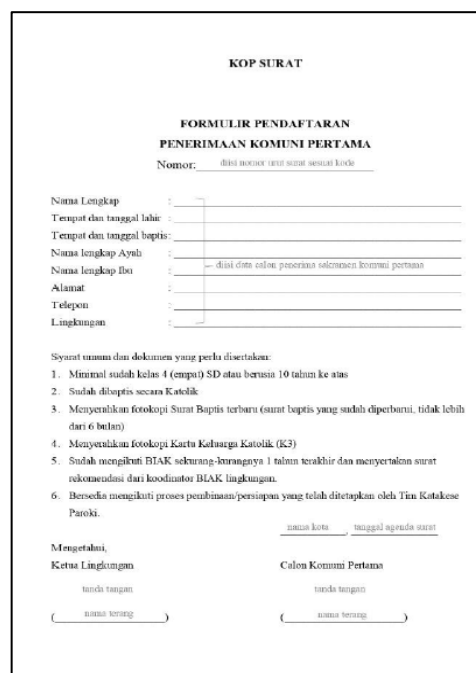 KOP SURAT
FORMULIR PENDAFTARAN
PENERIMAAN KOMUNI PERTAMA
Nomor: diisi nomor urut surat sesuai kode
Nama Lengkap :
Tempat dan tanggal lahir :
Tempat dan tanggal baptis:
Nama lengkap Ayah :
Nama lengkap Ibu : diisi data calon penerima sakramen komuni pertama
Alamat :
Telepon :
Lingkungan :
Syarat umum dan dokumen yang perlu disertakan:
1. Minimal sudah kelas 4 (empat) SD atau berusia 10 tahun ke atas
2. Sudah dibaptis secara Katolik
3. Menyerahkan fotokopi Surat Baptis terbaru (surat baptis yang sudah diperbarui, tidak lebih
dari 6 bulan)
4. Menyerahkan fotokopi Kartu Keluarga Katolik (K3)
5. Sudah mengikuti BIAK sekurang-kurangnya 1 tahun terakhir dan menyertakan surat
rekomendasi dari koodinator BIAK lingkungan.
6. Bersedia mengikuti proses pembinaan/persiapan yang telah ditetapkan oleh Tim Katakese
Paroki.
nama kota , tanggal agenda surat
Mengetahui,
Ketua Lingkungan Calon Komuni Pertama
tanda tangan tanda tangan
( nama terang ) ( nama terang )